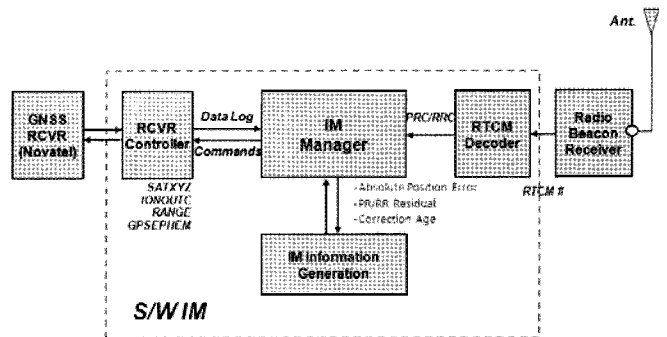 Ant.
GNSS
RCVR
(Novatel)
RCVR
Controller
Data Log
Commands
IM
Manager
PRC/RRC
RTCM
Decoder
Radio
Beacon
Receiver
RTCM #
SATXYZ
IONOUTC
RANGE
GPSEPHEM
-Absolute Position Error
-PR/RR Residual
-Correction Age
IM Information
Generation
S/W IM